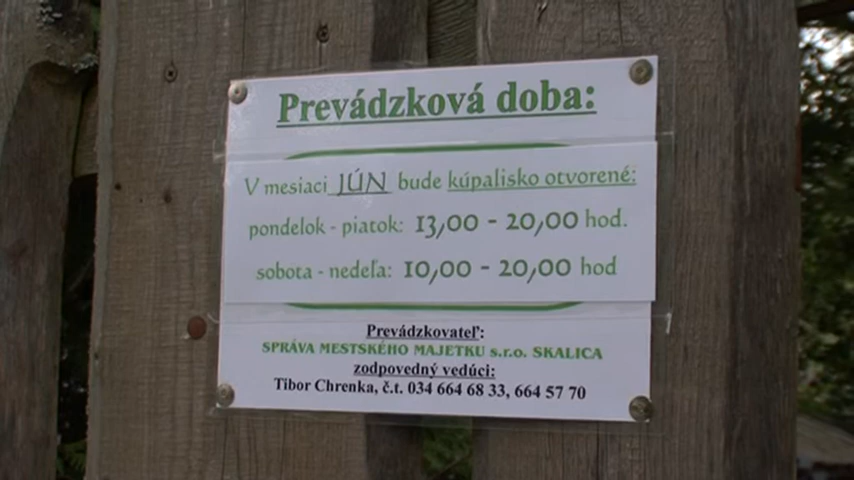 Prevádzková doba:
V mesiaci JÚN bude kúpalisko otvorené:
pondelok - piatok: 13,00 - 20,00 hod.
sobota - nedeľa: 10,00 - 20,00 hod
Prevádzkovateľ:
SPRÁVA MESTSKÉHO MAJETKU s.r.o. SKALICA
zodpovedný vedúci:
Tibor Chrenka, č.t. 034 664 68 33, 664 57 70